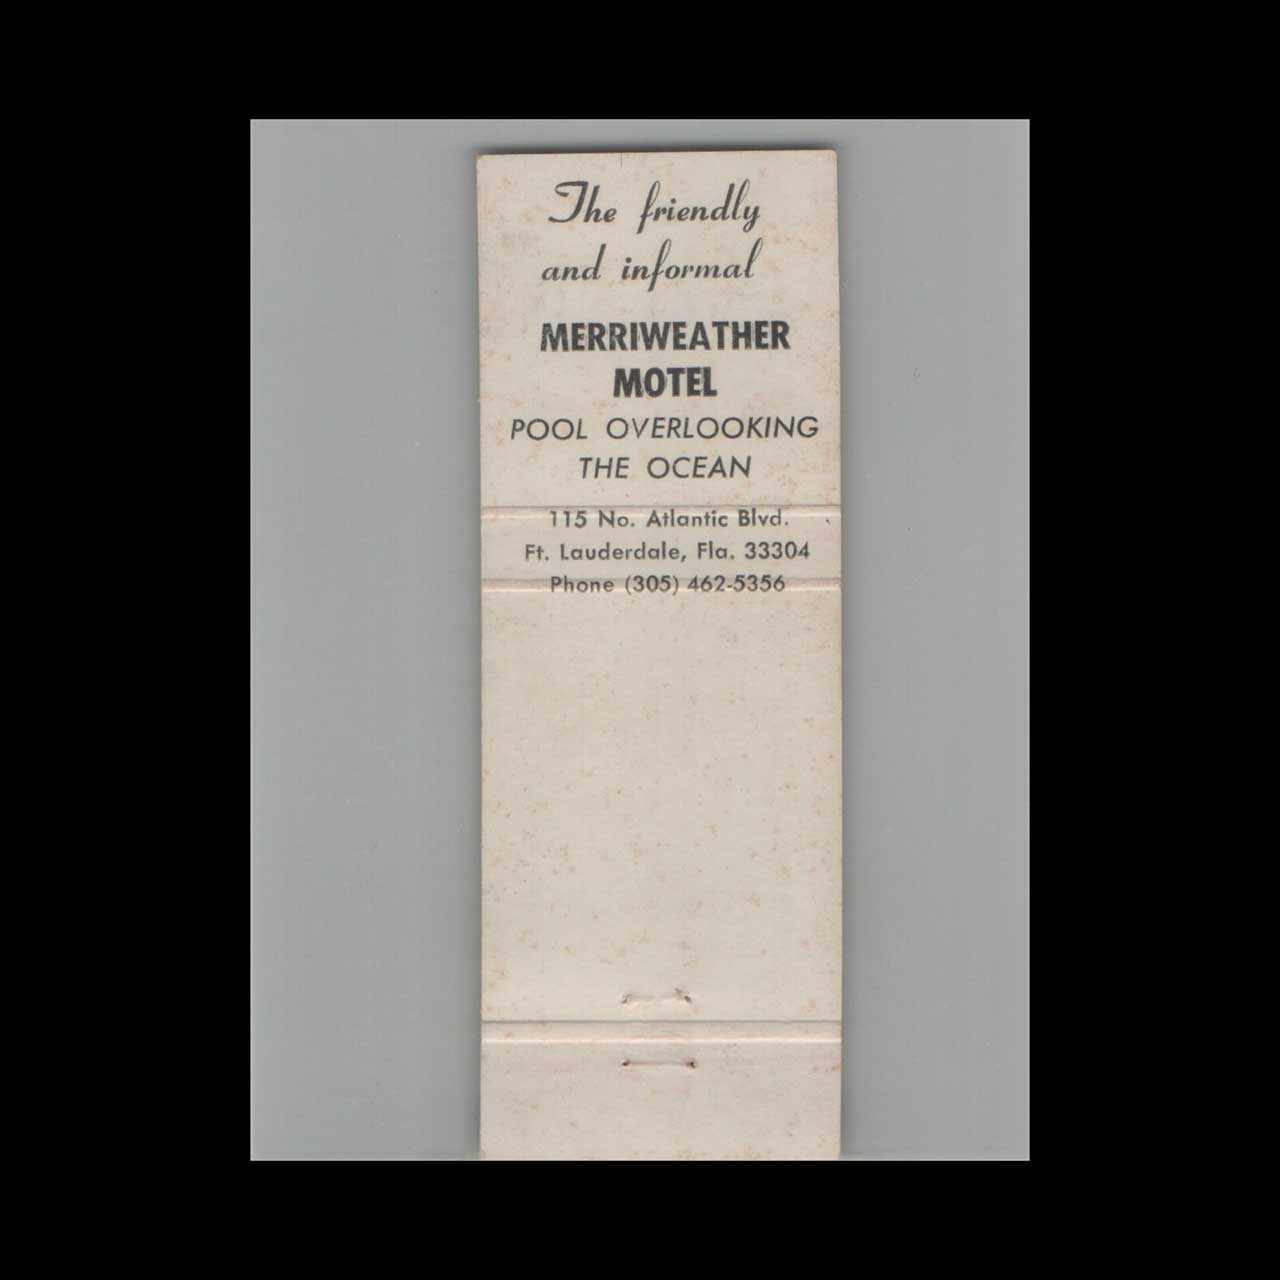 The friendly
and informal
MERRIWEATHER
MOTEL
POOL OVERLOOKING
THE OCEAN
115 No. Atlantic Blvd.
Ft. Lauderdale, Fla. 33304
Phone (305) 462-5356